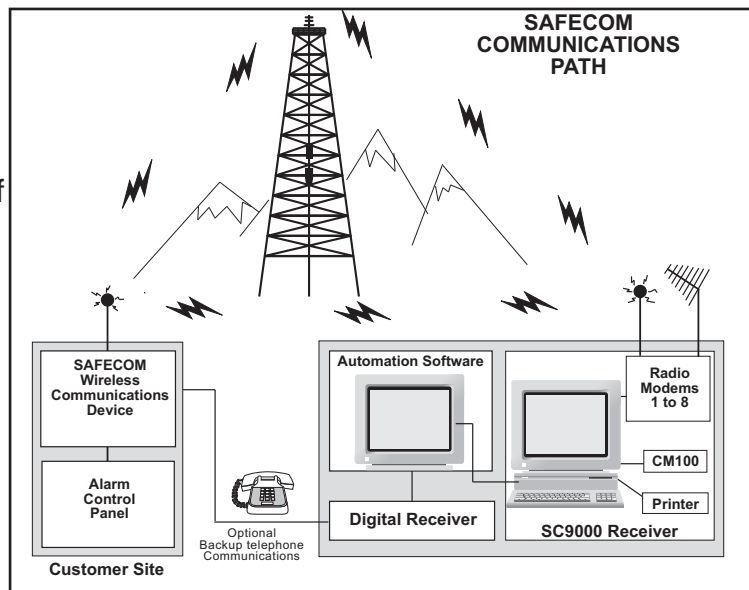 SAFECOM
COMMUNICATIONS
PATH
f
SAFECOM
Wireless
Communications
Device
Alarm
Control
Panel
Customer Site
Optional
Backup telephone
Communications
Automation Software
Digital Receiver
Radio
Modems
1 to 8
CM100
Printer
SC9000 Receiver